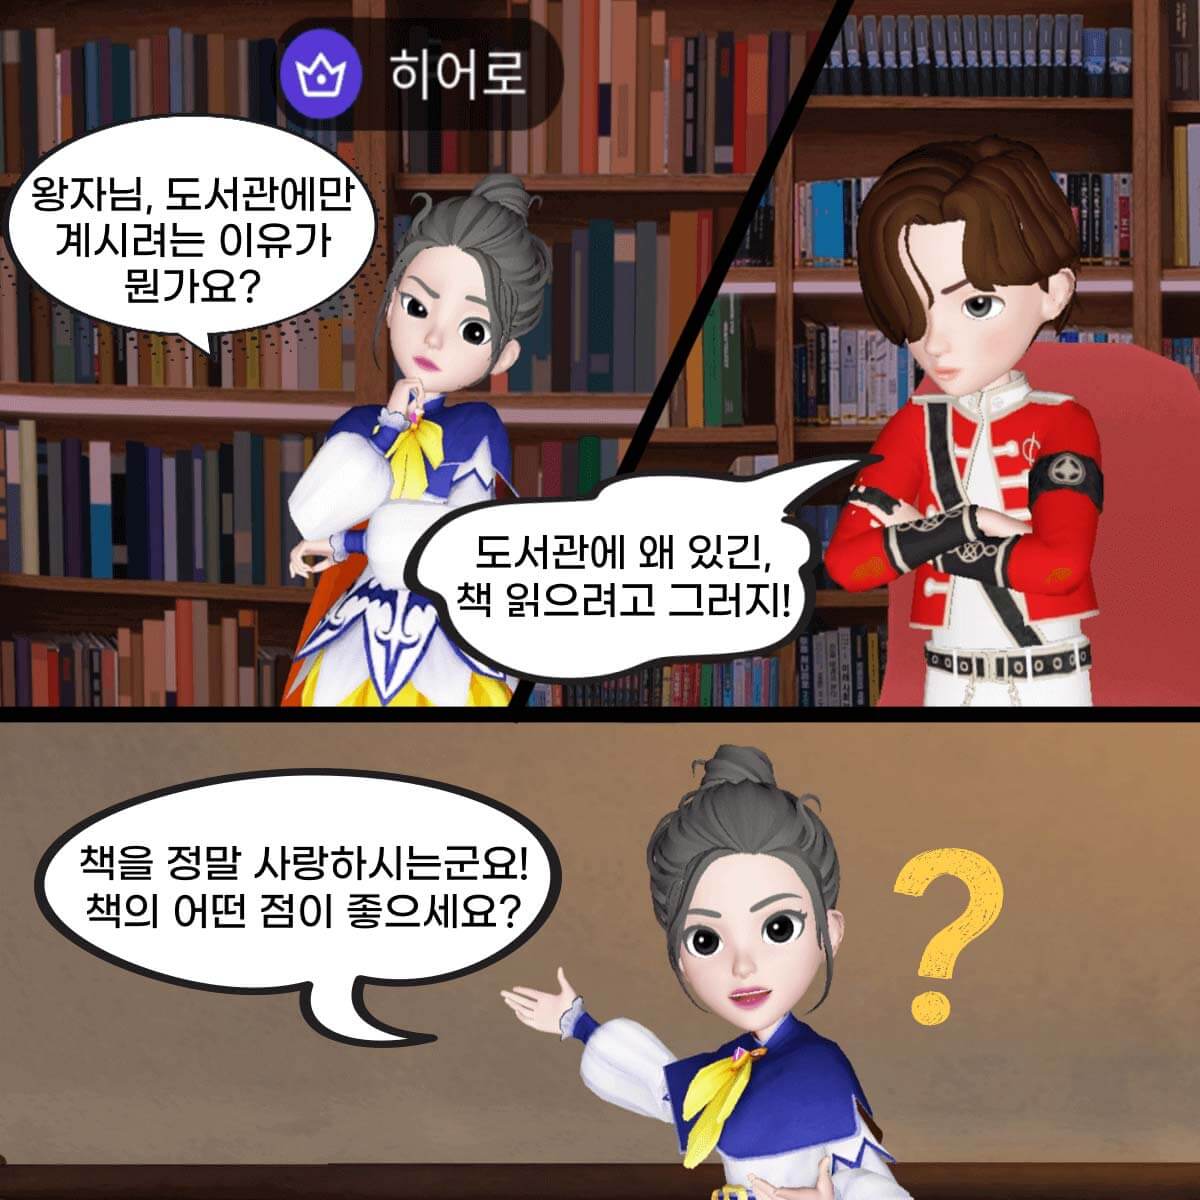 히어로
왕자님, 도서관에만
계시려는 이유가
뭔가요?
도서관에 왜 있긴,
책 읽으려고 그러지!
책을 정말 사랑하시는군요!
책의 어떤 점이 좋으세요?
?